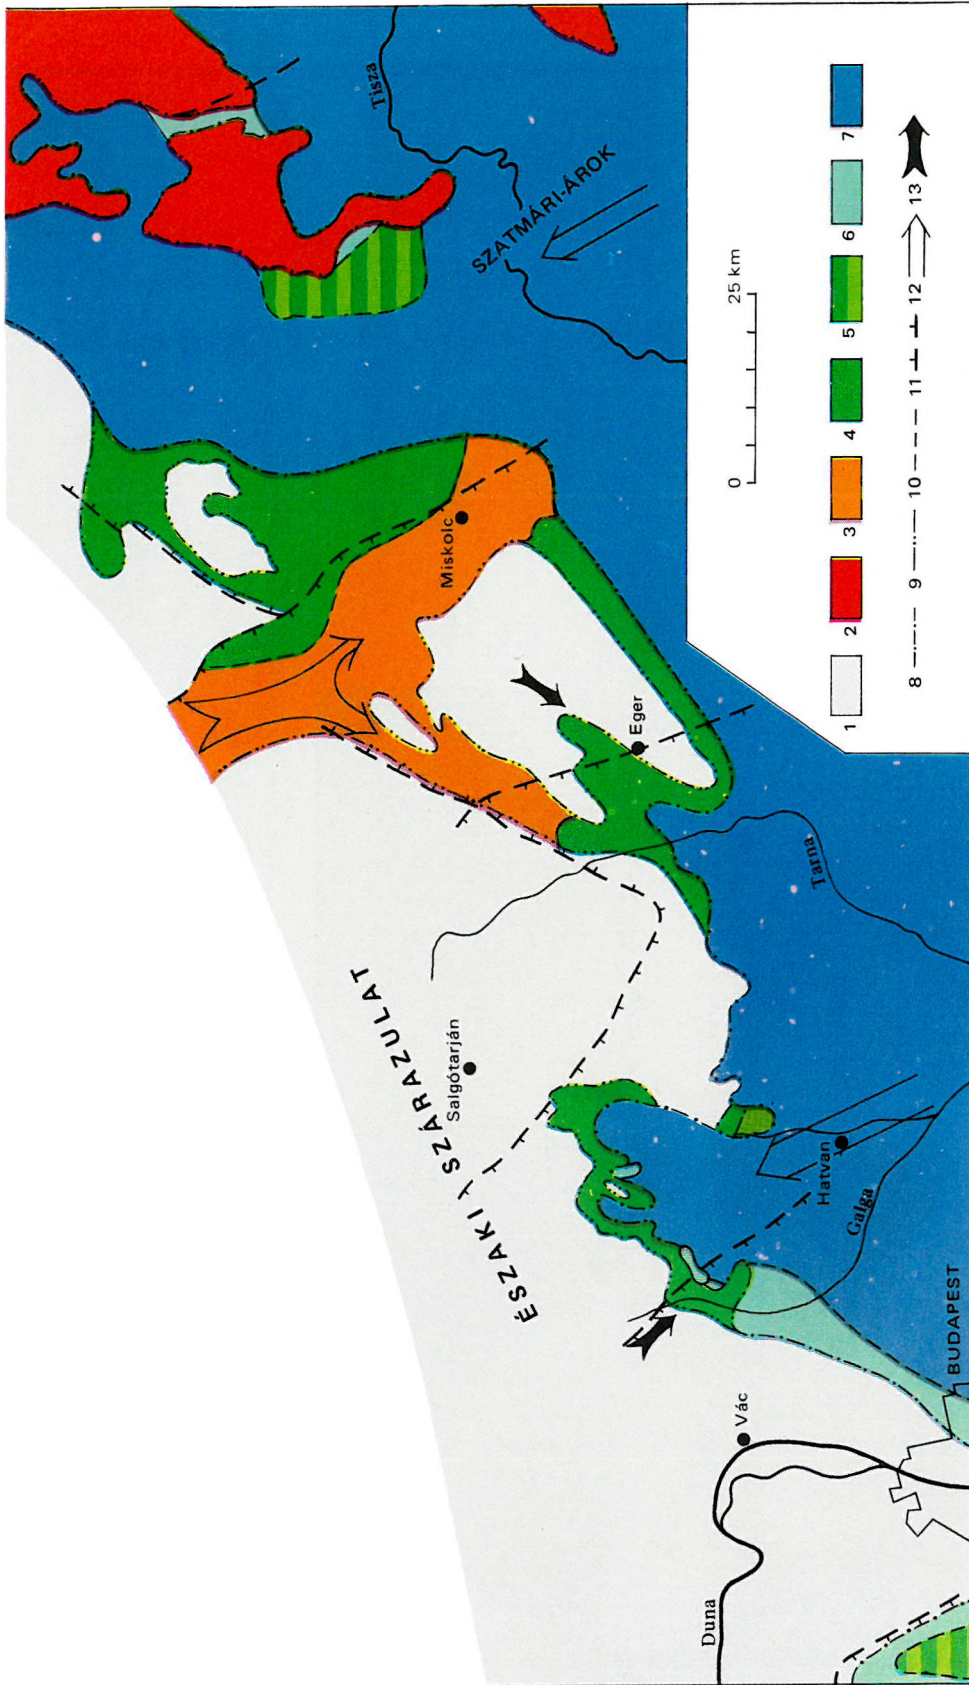 ÉSZAKI SZÁRAZULAT
Salgótarján
Miskolc
Eger
Tarna
Tisza
SZATMÁRI-ÁROK
Duna
Vác
BUDAPEST
Galga
Hatvan
0 25 km
1 2 3 4 5 6 7
8 9 10 11 12 13